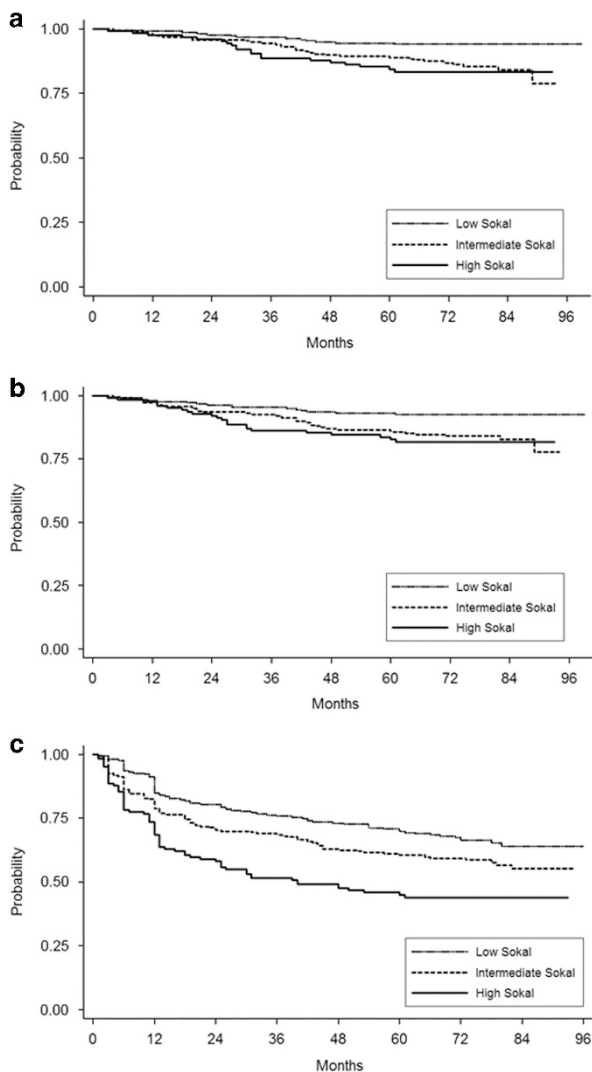 a
1.00
0.75
0.50
0.25
0.00
Probability
Low Sokal
Intermediate Sokal
High Sokal
0 12 24 36 48 60 72 84 96
Months
b
1.00
0.75
0.50
0.25
0.00
Probability
Low Sokal
Intermediate Sokal
High Sokal
0 12 24 36 48 60 72 84 96
Months
c
1.00
0.75
0.50
0.25
0.00
Probability
Low Sokal
Intermediate Sokal
High Sokal
0 12 24 36 48 60 72 84 96
Months